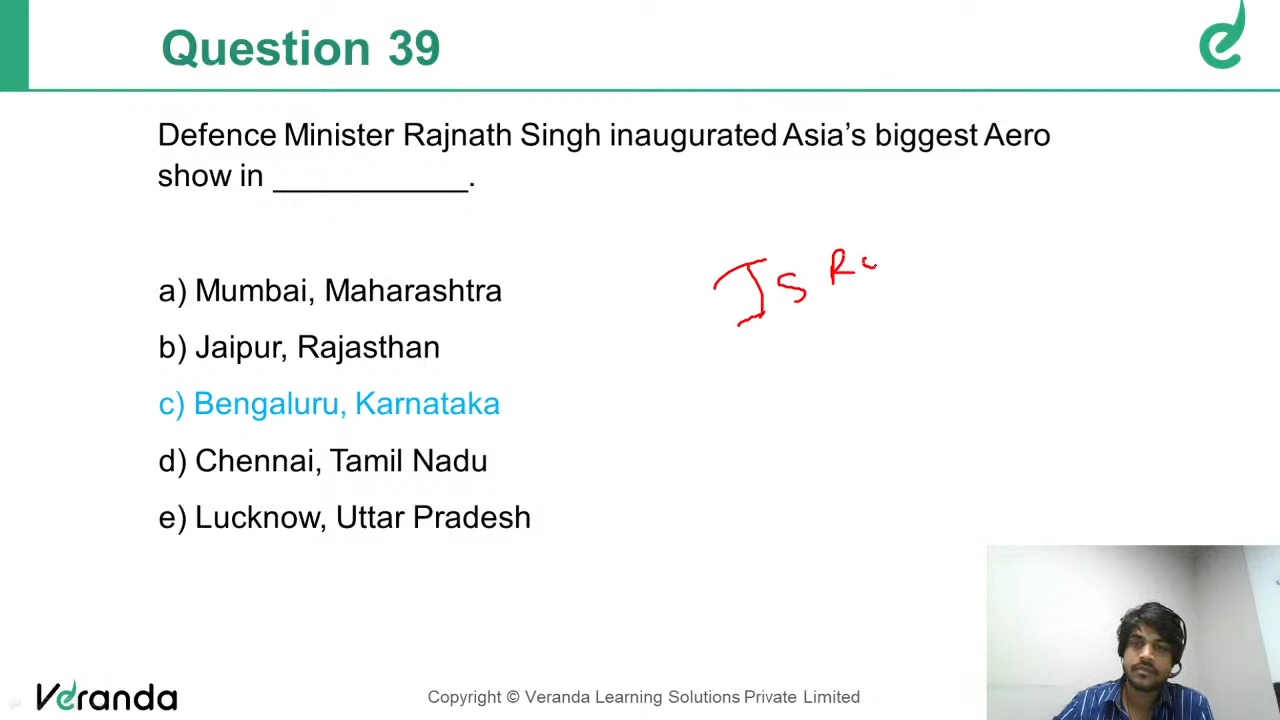 Question 39
Defence Minister Rajnath Singh inaugurated Asia's biggest Aero
show in ____________.
a) Mumbai, Maharashtra
b) Jaipur, Rajasthan
c) Bengaluru, Karnataka
d) Chennai, Tamil Nadu
e) Lucknow, Uttar Pradesh
IsR
Veranda
Copyright © Veranda Learning Solutions Private Limited